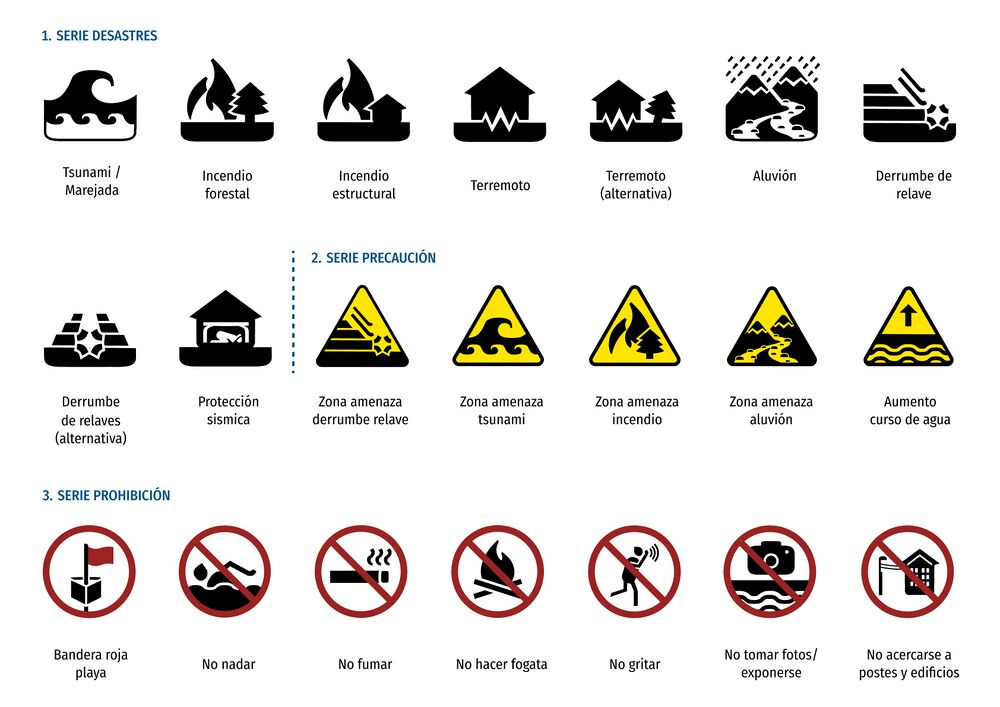 1. SERIE DESASTRES
Tsunami /
Marejada
Incendio
forestal
Incendio
estructural
Terremoto
Terremoto
(alternativa)
Aluvión
Derrumbe de
relave
2. SERIE PRECAUCIÓN
Derrumbe
de relaves
(alternativa)
Protección
sismica
Zona amenaza
derrumbe relave
Zona amenaza
tsunami
Zona amenaza
incendio
Zona amenaza
aluvión
Aumento
curso de agua
3. SERIE PROHIBICIÓN
Bandera roja
playa
No nadar
No fumar
No hacer fogata
No gritar
No tomar fotos/
exponerse
No acercarse a
postes y edificios